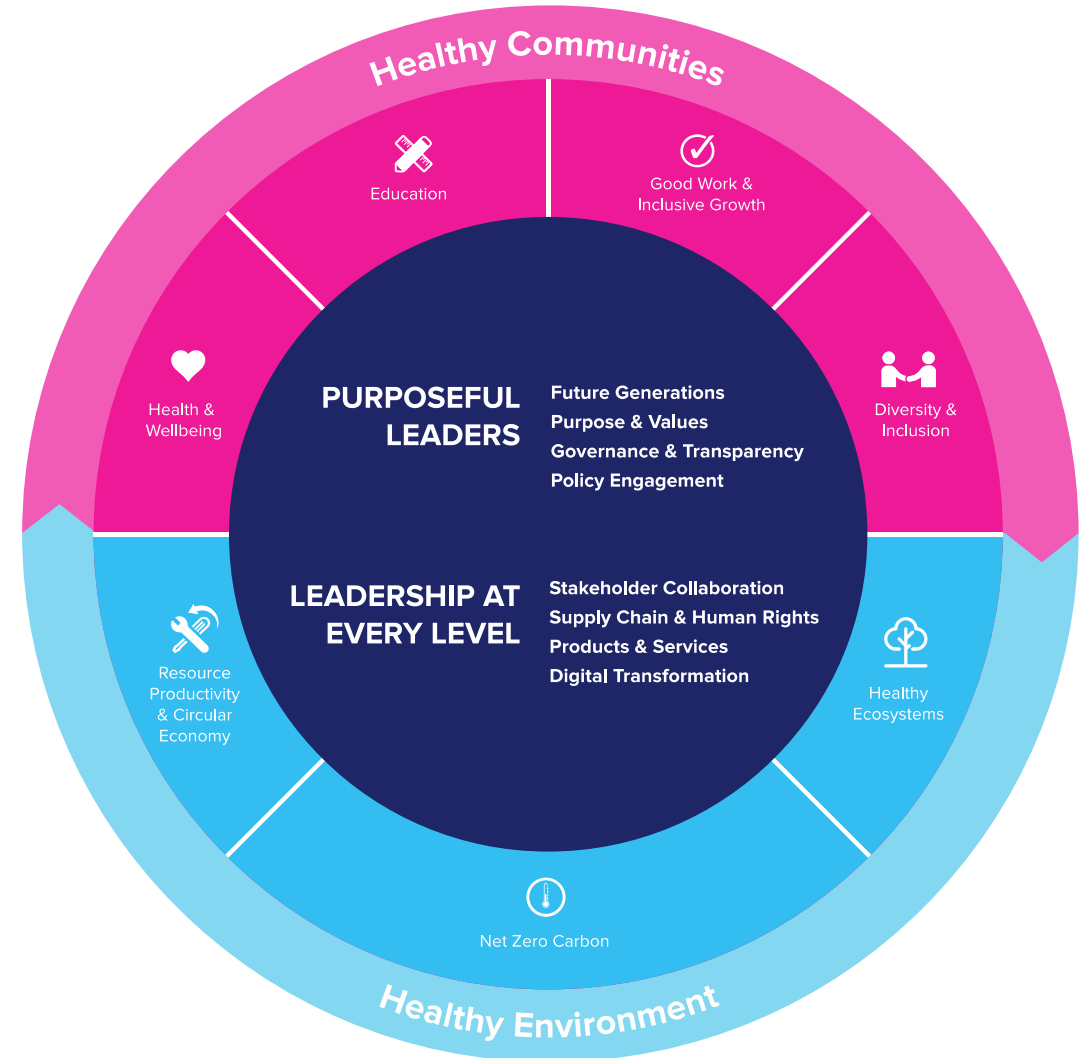 Healthy Communities
Education
Good Work &
Inclusive Growth
Health &
Wellbeing
Diversity &
Inclusion
PURPOSEFUL
LEADERS
Future Generations
Purpose & Values
Governance & Transparency
Policy Engagement
LEADERSHIP AT
EVERY LEVEL
Stakeholder Collaboration
Supply Chain & Human Rights
Products & Services
Digital Transformation
Resource
Productivity
& Circular
Economy
Healthy
Ecosystems
Net Zero Carbon
Healthy Environment